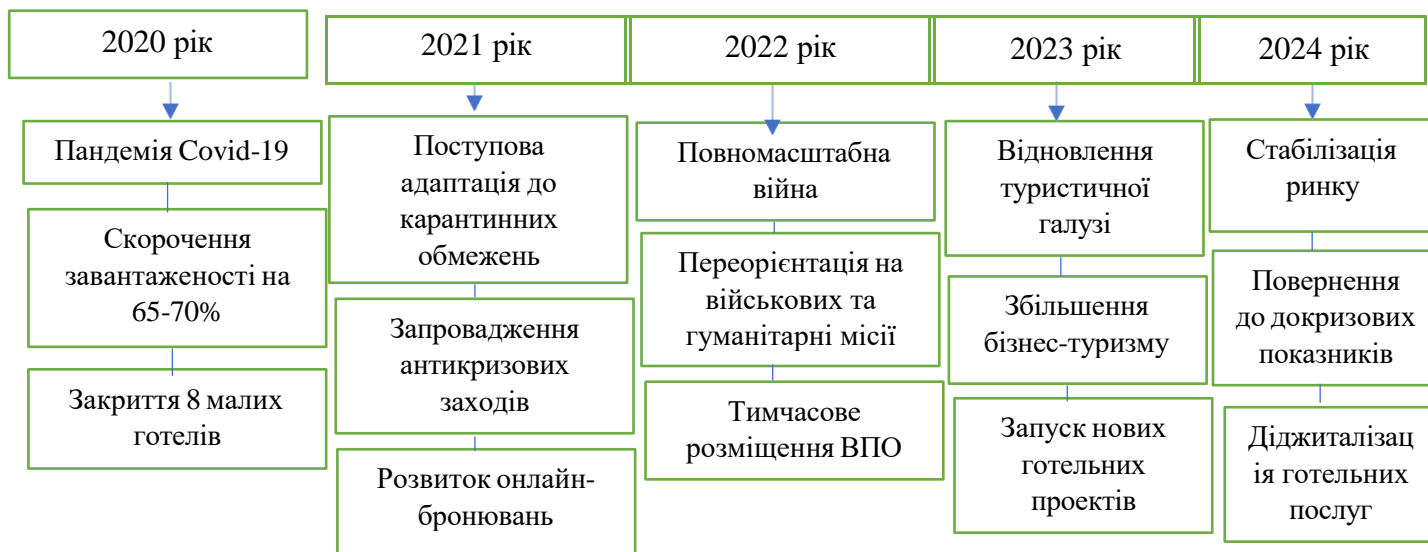 2020 рік
Пандемія Covid-19
Скорочення
завантаженості на
65-70%
Закриття 8 малих
готелів
2021 рік
Поступова
адаптація до
карантинних
обмежень
Запровадження
антикризових
заходів
Розвиток онлайн-
бронювань
2022 рік
Повномасштабна
війна
Переорієнтація на
військових та
гуманітарні місії
Тимчасове
розміщення ВПО
2023 рік
Відновлення
туристичної
галузі
Збільшення
бізнес-туризму
Запуск нових
готельних
проектів
2024 рік
Стабілізація
ринку
Повернення
до докризових
показників
Діджиталізац
ія готельних
послуг